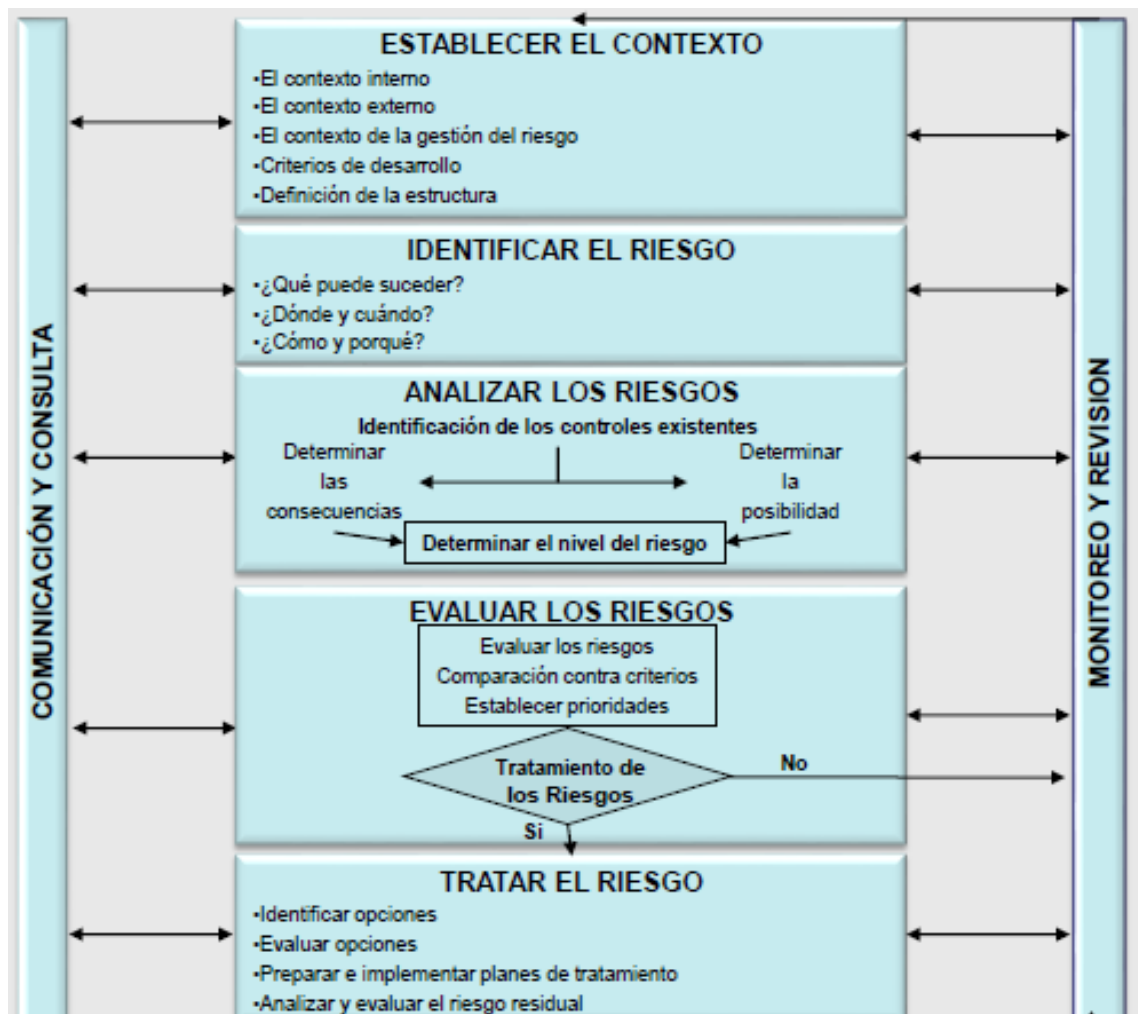 COMUNICACIÓN Y CONSULTA
ESTABLECER EL CONTEXTO
•El contexto interno
•El contexto externo
•El contexto de la gestión del riesgo
•Criterios de desarrollo
•Definición de la estructura
IDENTIFICAR EL RIESGO
•¿Qué puede suceder?
•¿Dónde y cuándo?
•¿Cómo y porqué?
ANALIZAR LOS RIESGOS
Identificación de los controles existentes
Determinar
las
consecuencias
Determinar
la
posibilidad
Determinar el nivel del riesgo
EVALUAR LOS RIESGOS
Evaluar los riesgos
Comparación contra criterios
Establecer prioridades
Tratamiento de
los Riesgos
No
Si
TRATAR EL RIESGO
•Identificar opciones
•Evaluar opciones
•Preparar e implementar planes de tratamiento
•Analizar y evaluar el riesgo residual
MONITOREO Y REVISION